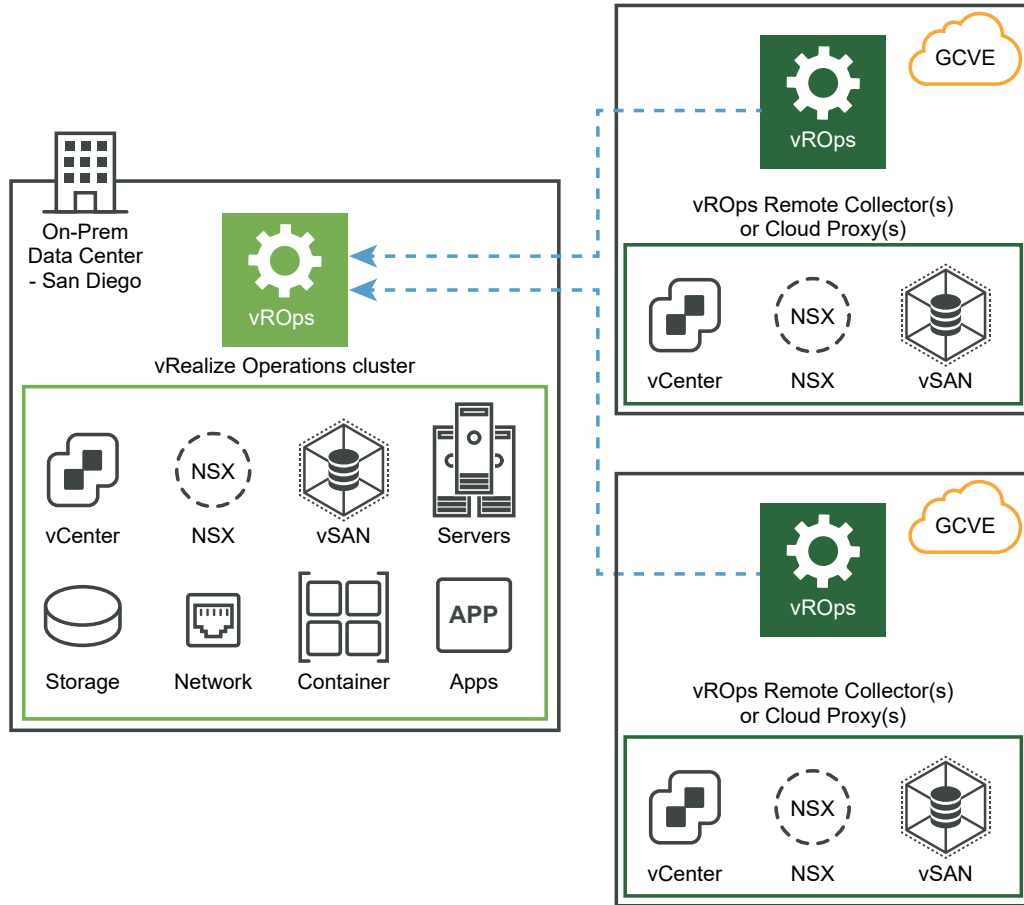 On-Prem
Data Center
- San Diego
vROps
vRealize Operations cluster
vCenter
NSX
NSX
vSAN
Servers
Storage
Network
Container
APP
Apps
GCVE
vROps
vROps Remote Collector(s)
or Cloud Proxy(s)
vCenter
NSX
NSX
vSAN
GCVE
vROps
vROps Remote Collector(s)
or Cloud Proxy(s)
vCenter
NSX
NSX
vSAN